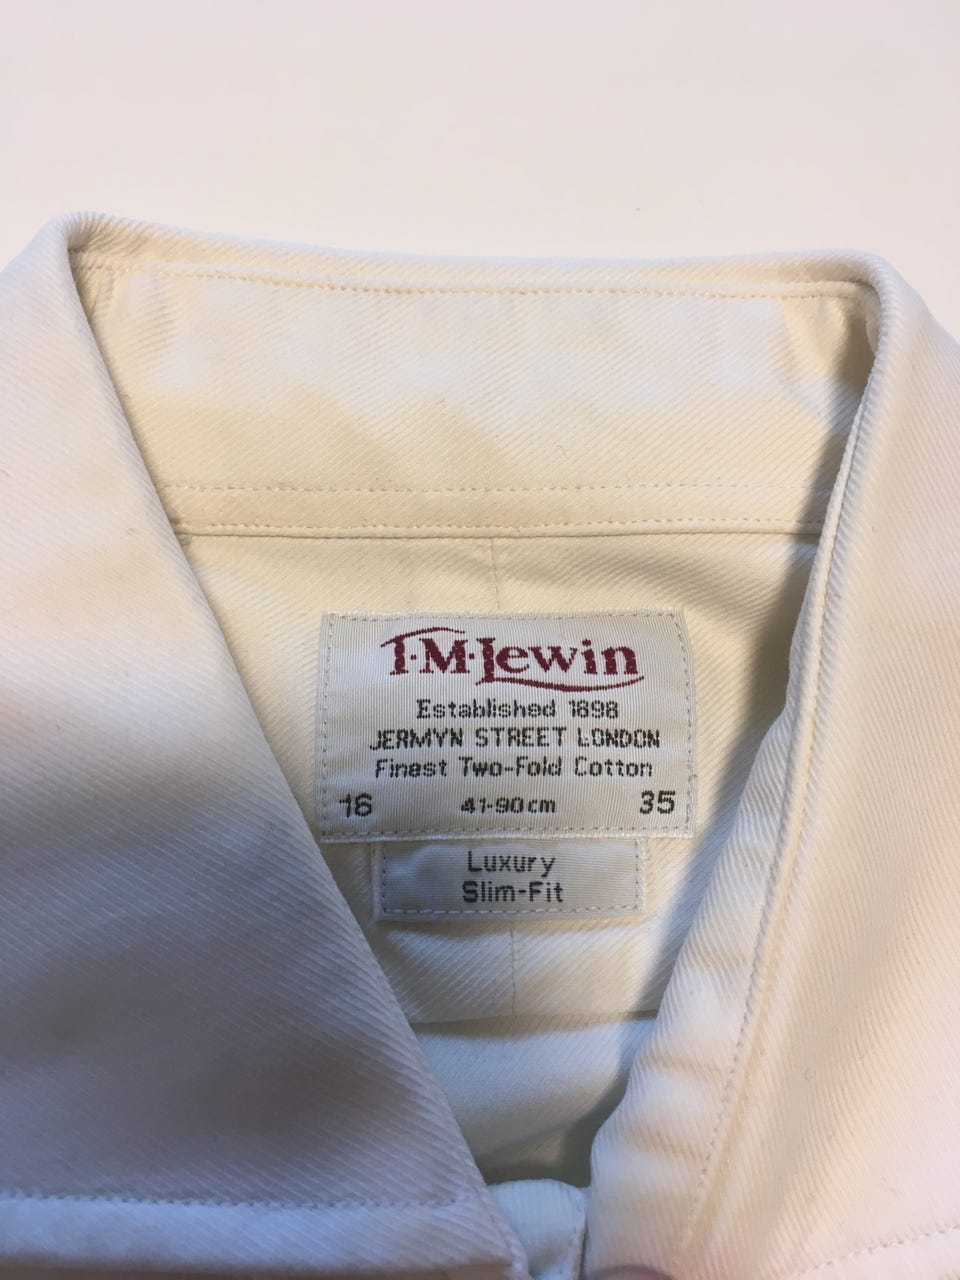 T·M·Lewin
Established 1898
JERMYN STREET LONDON
Finest Two-Fold Cotton
16 41-90cm 35
Luxury
Slim-Fit